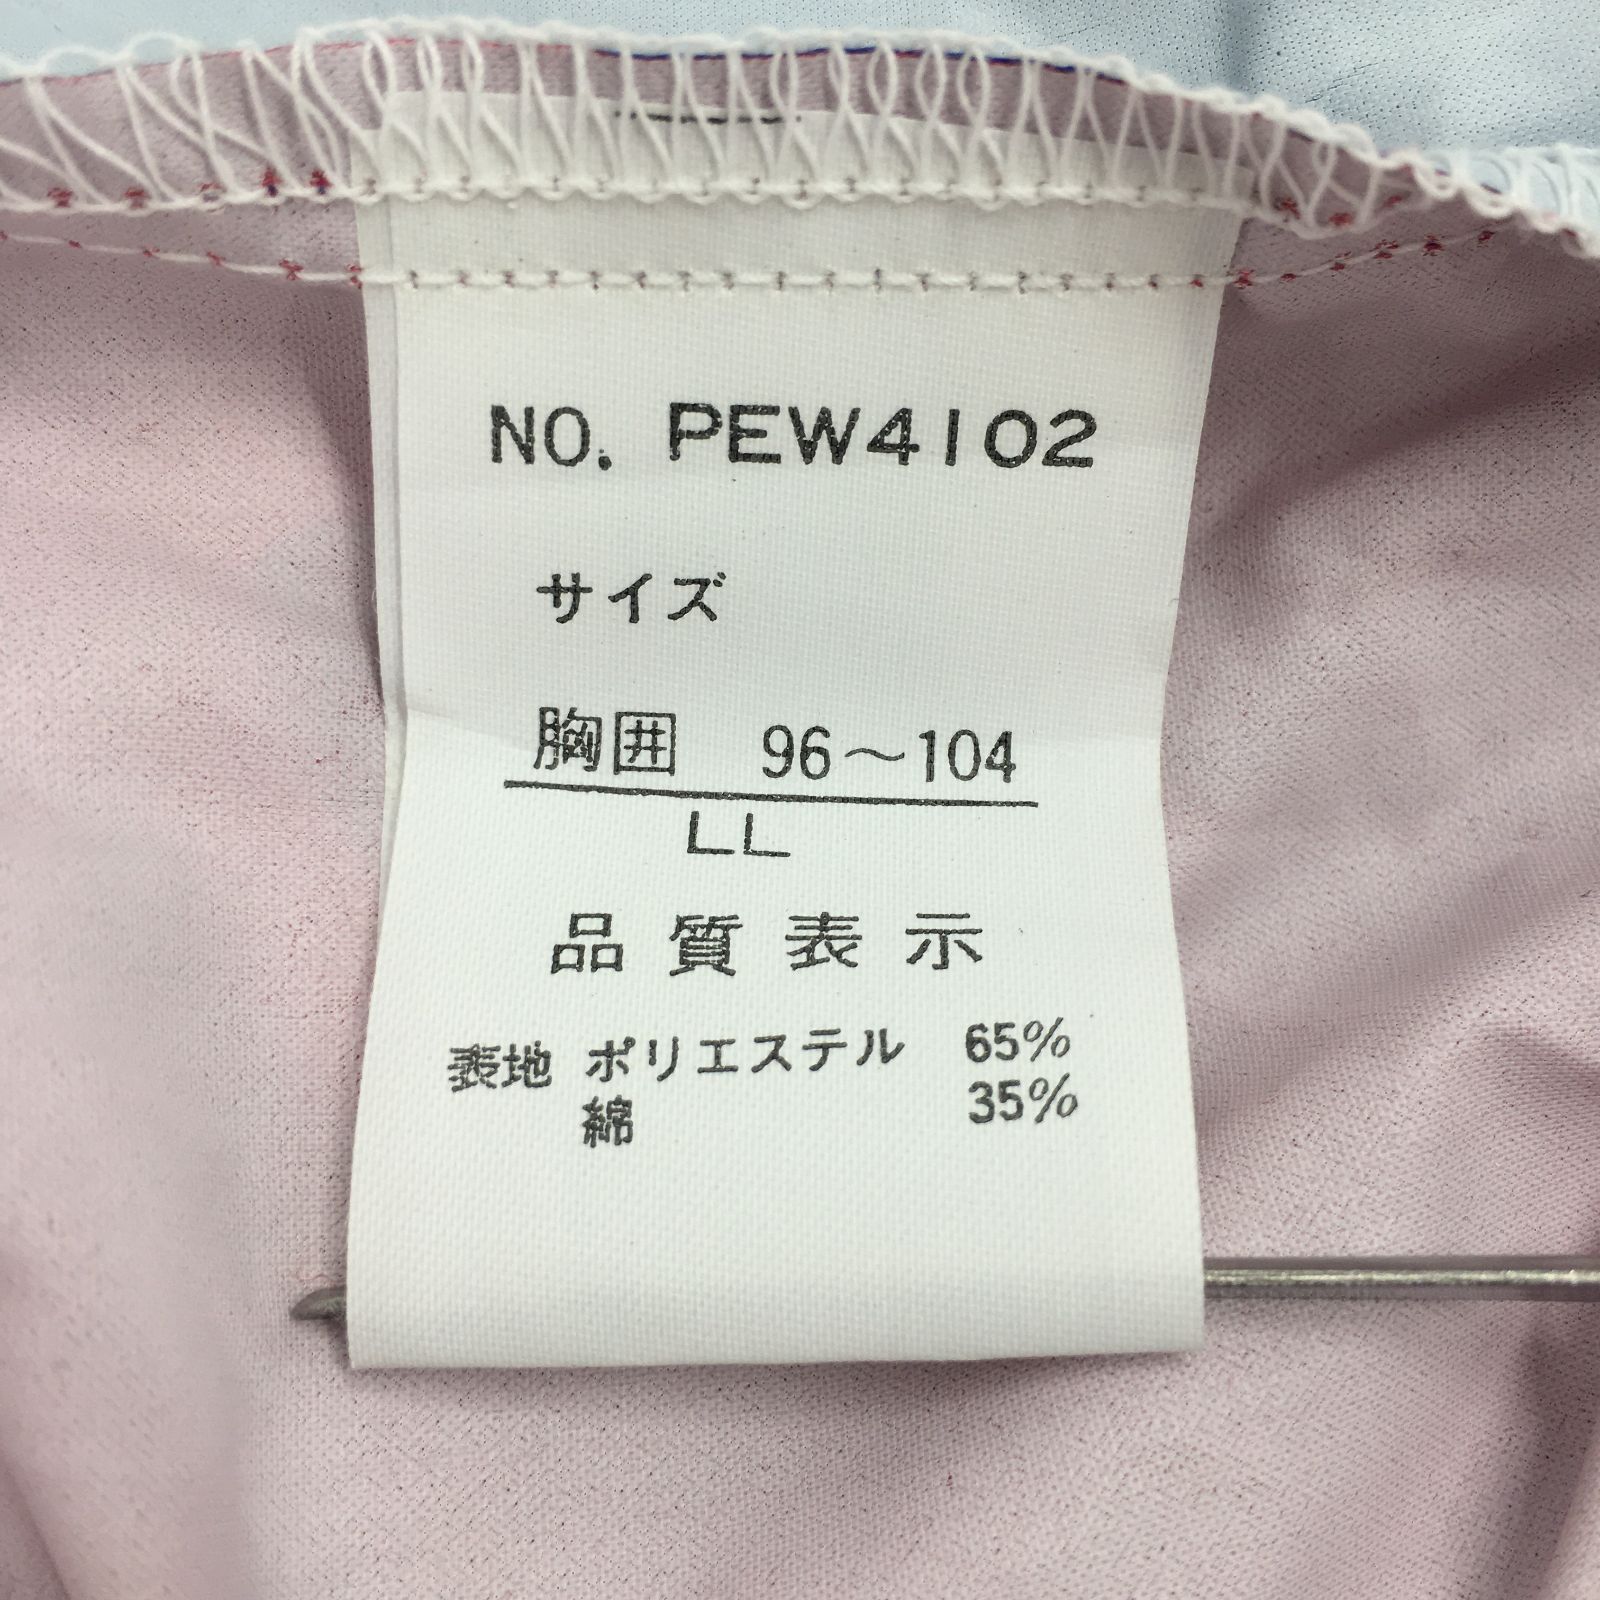 NO. PEW4102
サイズ
胸囲 96～104
LL
品質表示
表地 ポリエステル 65%
綿 35%